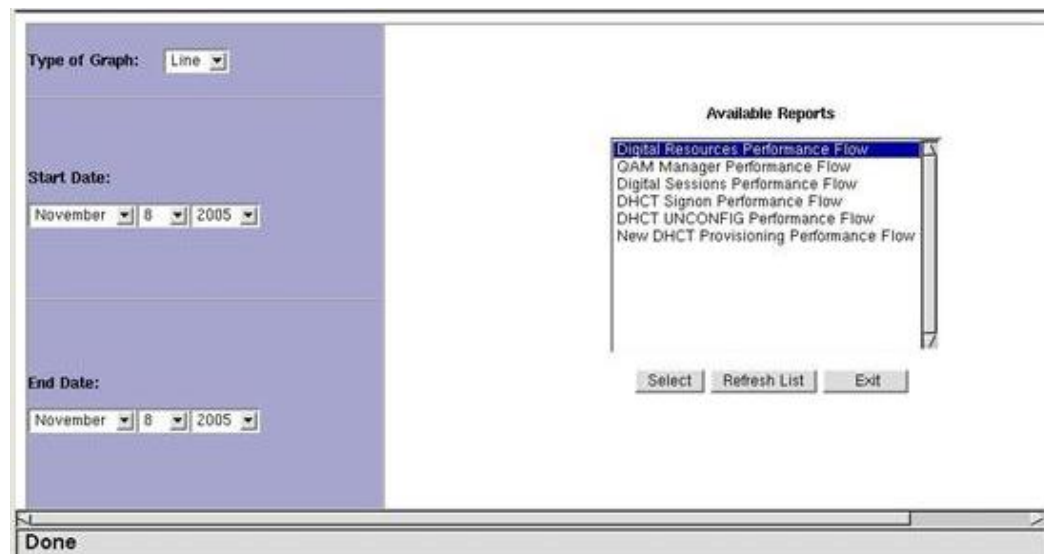 Type of Graph: Line
Start Date:
November 8 2005
End Date:
November 8 2005
Available Reports
Digital Resources Performance Flow
QAM Manager Performance Flow
Digital Sessions Performance Flow
DHCT Signon Performance Flow
DHCT UNCONFIG Performance Flow
New DHCT Provisioning Performance Flow
Select Refresh List Exit
Done